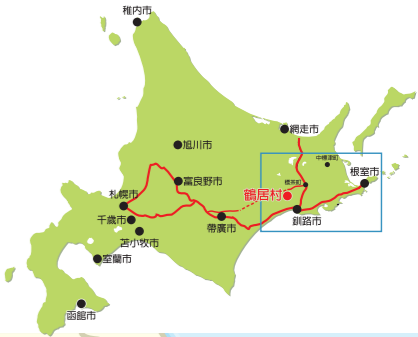 稚内市
網走市
旭川市
中標津町
富良野市
標茶町
根室市
札幌市
鶴居村
千歳市
帶廣市
釧路市
苫小牧市
室蘭市
函館市